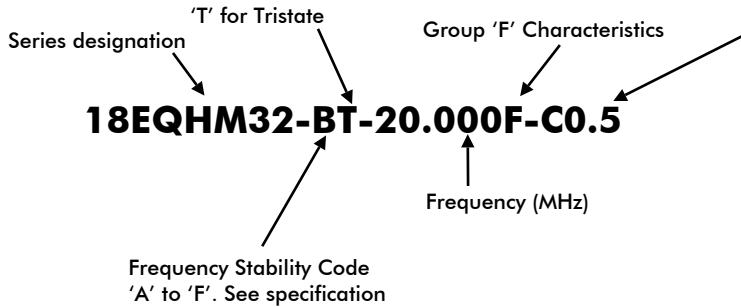 'T' for Tristate
Group 'F' Characteristics
Series designation
18EQHM32-BT-20.000F-C0.5
Frequency (MHz)
Frequency Stability Code
'A' to 'F'. See specification